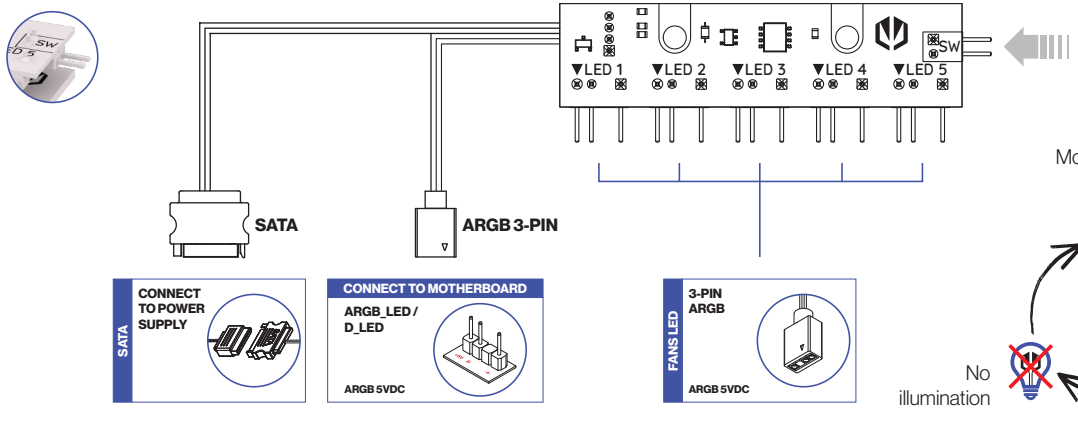 SW
D 5
SW
▼LED 1 ▼LED 2 ▼LED 3 ▼LED 4 ▼LED 5
Mo
SATA
ARGB 3-PIN
SATA
CONNECT
TO POWER
SUPPLY
CONNECT TO MOTHERBOARD
ARGB_LED /
D_LED
+5V D
ARGB 5VDC
FANS LED
3-PIN
ARGB
ARGB 5VDC
No
illumination